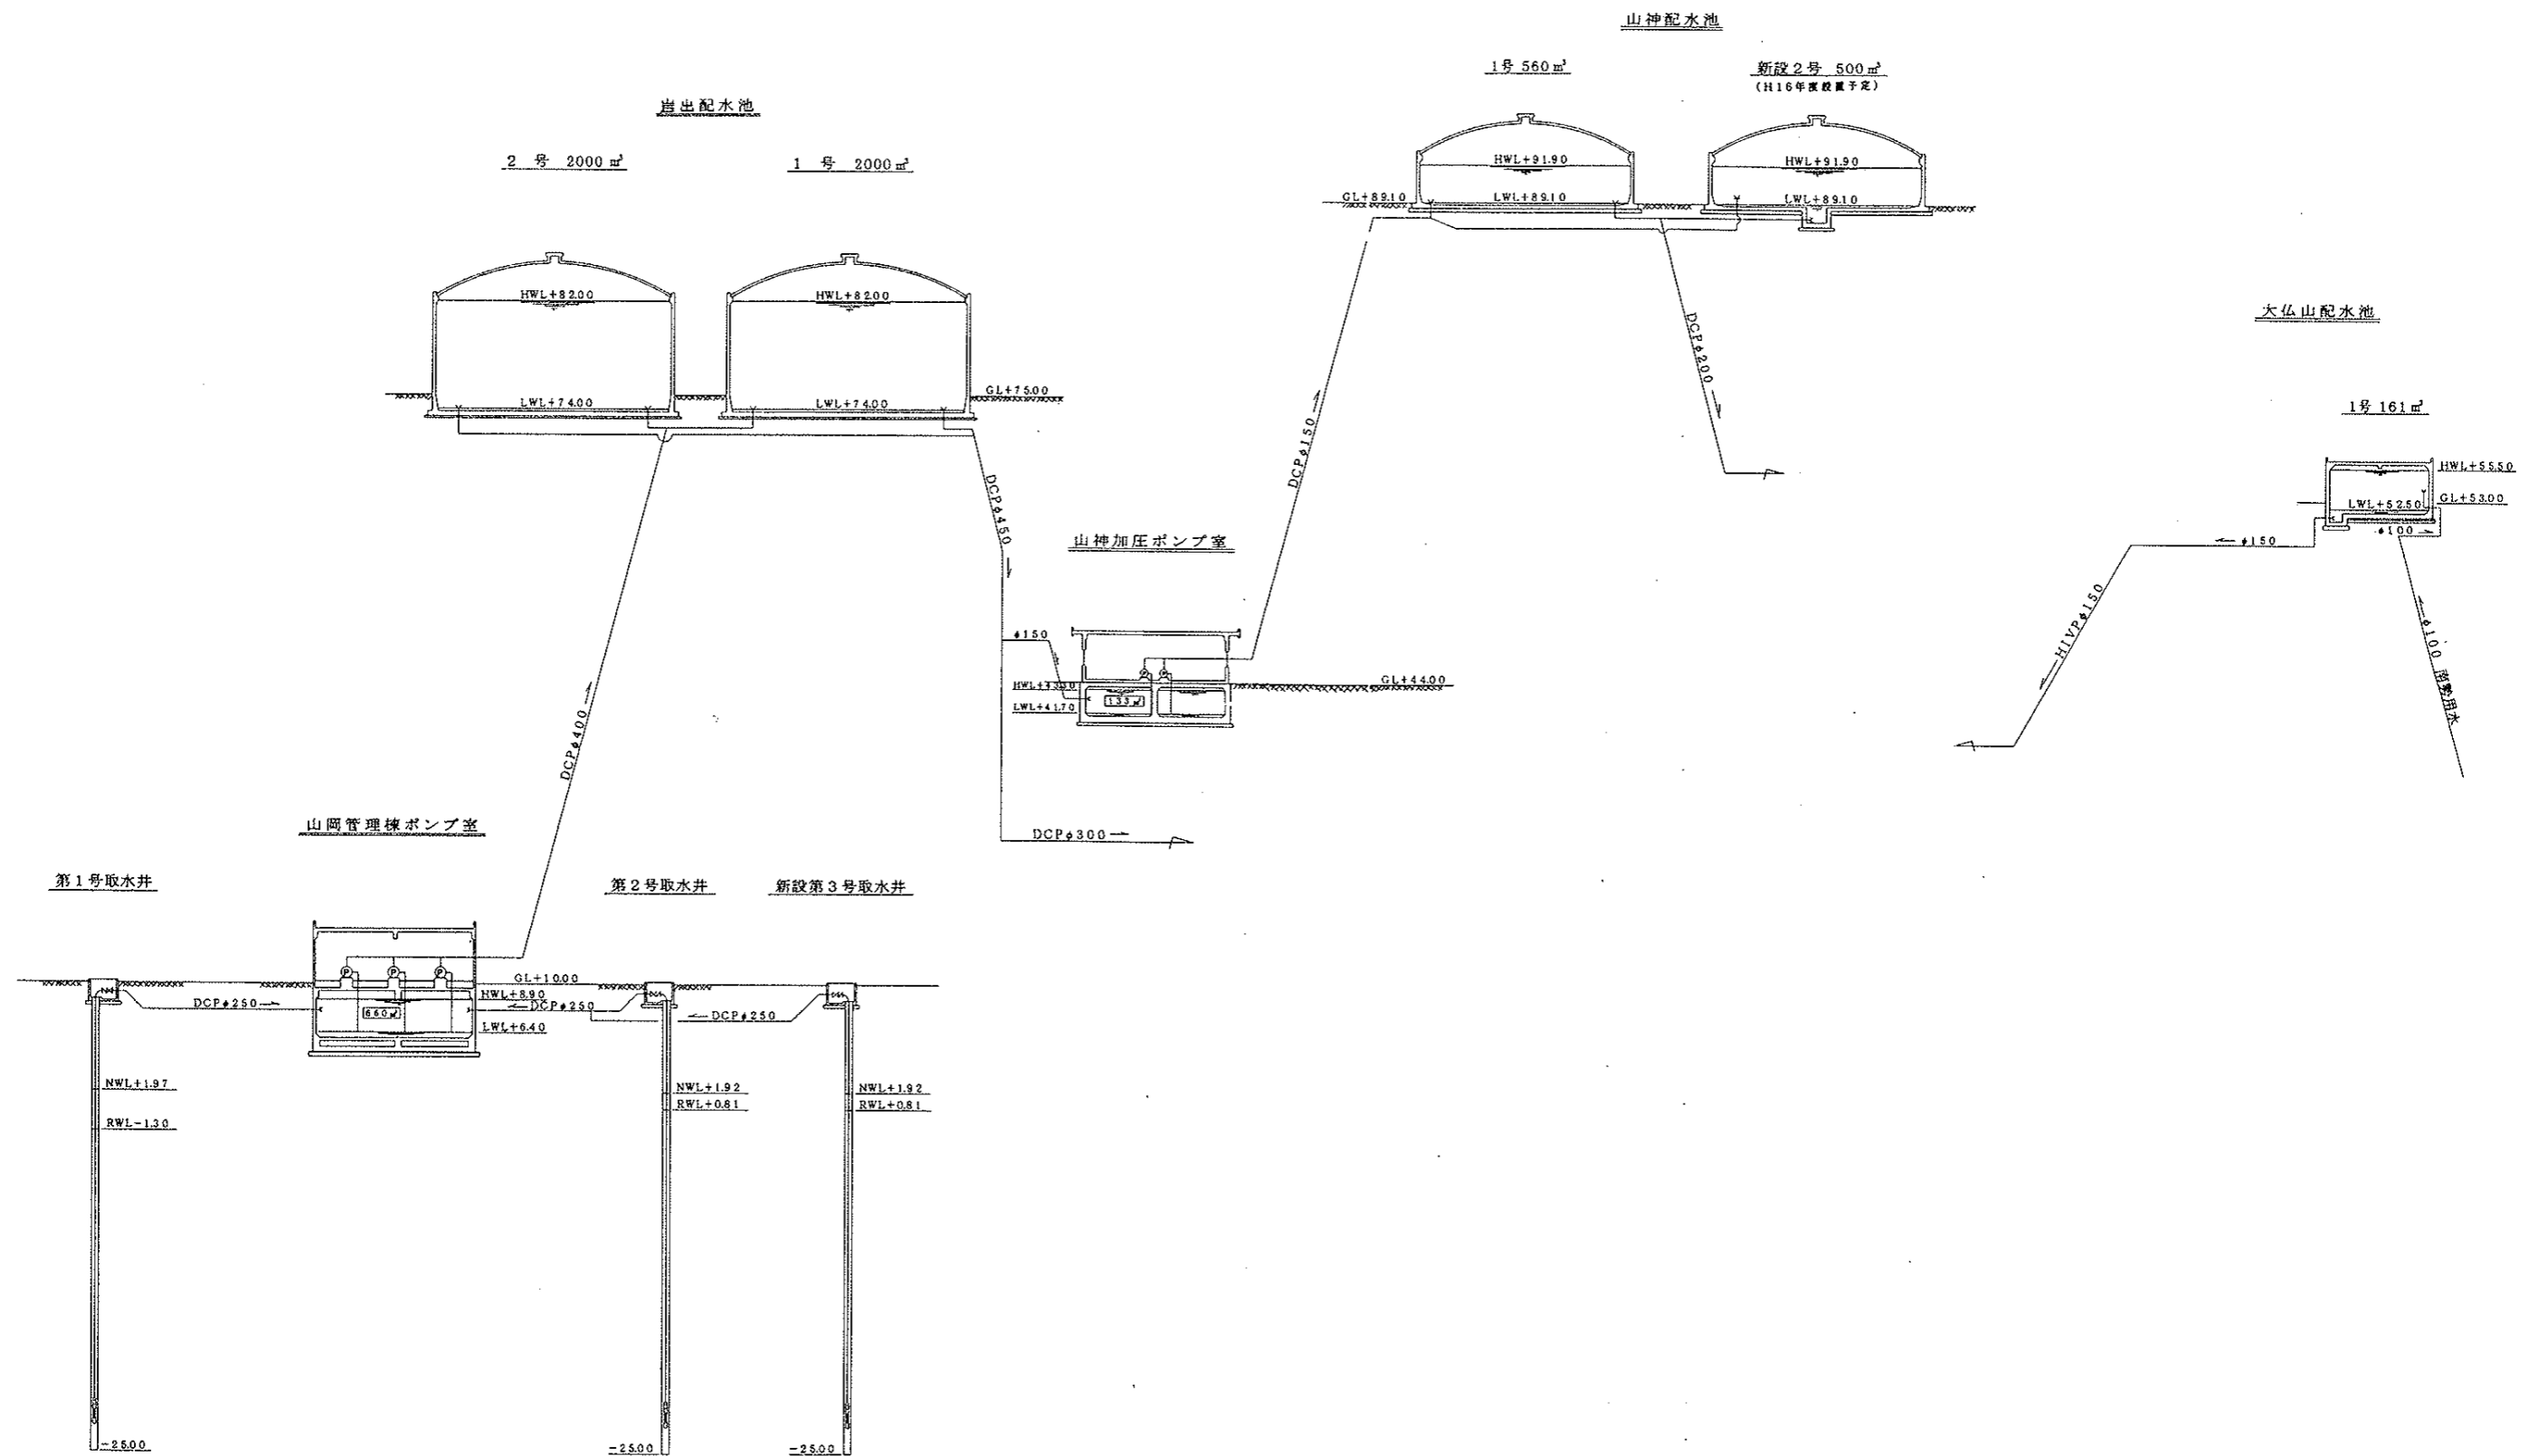 山神配水池
1号 560㎥
新設2号 500㎥
(H16年度設置予定)
HWL+91.90
HWL+91.90
GL+89.10
LWL+89.10
LWL+89.10
DCPφ150
DCPφ200
岩出配水池
2 号 2000㎥
1 号 2000㎥
HWL+82.00
HWL+82.00
GL+75.00
LWL+74.00
LWL+74.00
DCPφ450
DCPφ400
大仏山配水池
1号 161㎥
HWL+55.50
GL+53.00
LWL+52.50
φ100
φ150
HIVPφ150
φ100 南勢用水
山神加圧ポンプ室
φ150
GL+44.00
133㎥
LWL+41.70
DCPφ300
山岡管理棟ポンプ室
第1号取水井
第2号取水井
新設第3号取水井
P
P
P
GL+10.00
HWL+8.90
DCPφ250
660㎥
DCPφ250
DCPφ250
LWL+6.40
NWL+1.97
NWL+1.92
NWL+1.92
RWL-1.30
RWL+0.81
RWL+0.81
-25.00
-25.00
-25.00